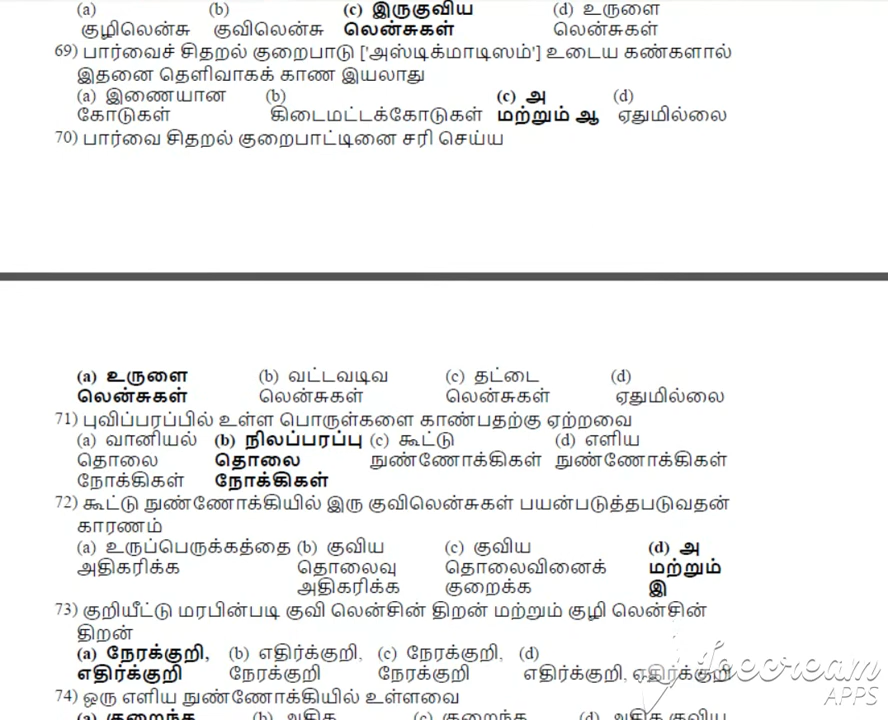 (a) (b) (c) இருகுவிய (d) உருளை
குழிலென்சு குவிலென்சு லென்சுகள் லென்சுகள்
69) பார்வைச் சிதறல் குறைபாடு ['அஸ்டிக்மாடிஸம்'] உடைய கண்களால்
இதனை தெளிவாகக் காண இயலாது
(a) இணையான (b) (c) அ (d)
கோடுகள் கிடைமட்டக்கோடுகள் மற்றும் ஆ ஏதுமில்லை
70) பார்வை சிதறல் குறைபாட்டினை சரி செய்ய
(a) உருளை (b) வட்டவடிவ (c) தட்டை (d)
லென்சுகள் லென்சுகள் லென்சுகள் ஏதுமில்லை
71) புவிப்பரப்பில் உள்ள பொருள்களை காண்பதற்கு ஏற்றவை
(a) வானியல் (b) நிலப்பரப்பு (c) கூட்டு (d) எளிய
தொலை தொலை நுண்ணோக்கிகள் நுண்ணோக்கிகள்
நோக்கிகள் நோக்கிகள்
72) கூட்டு நுண்ணோக்கியில் இரு குவிலென்சுகள் பயன்படுத்தபடுவதன்
காரணம்
(a) உருப்பெருக்கத்தை (b) குவிய (c) குவிய (d) அ
அதிகரிக்க தொலைவு தொலைவினைக் மற்றும்
அதிகரிக்க குறைக்க இ
73) குறியீட்டு மரபின்படி குவி லென்சின் திறன் மற்றும் குழி லென்சின்
திறன்
(a) நேரக்குறி, (b) எதிர்க்குறி, (c) நேரக்குறி, (d)
எதிர்க்குறி நேரக்குறி நேரக்குறி எதிர்க்குறி, எதிர்க்குறி
Icecream
APPS
74) ஒரு எளிய நுண்ணோக்கியில் உள்ளவை
(a) குறைந்த (b) அதிக (c) குறைந்த (d) அதிக குவிய